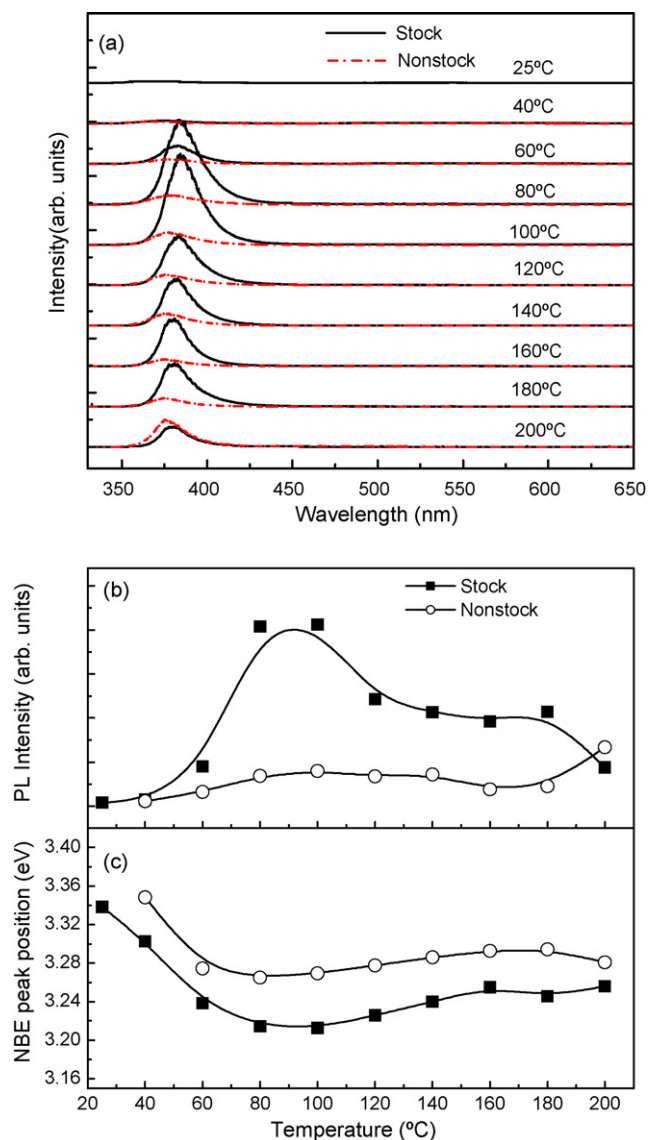 (a)
Stock
Nonstock
25ºC
40ºC
60ºC
80ºC
100ºC
120ºC
140ºC
160ºC
180ºC
200ºC
Intensity(arb. units)
350 400 450 500 550 600 650
Wavelength (nm)
(b)
Stock
Nonstock
PL Intensity (arb. units)
(c)
3.40
3.36
3.32
3.28
3.24
3.20
3.16
NBE peak position (eV)
20 40 60 80 100 120 140 160 180 200
Temperature (ºC)